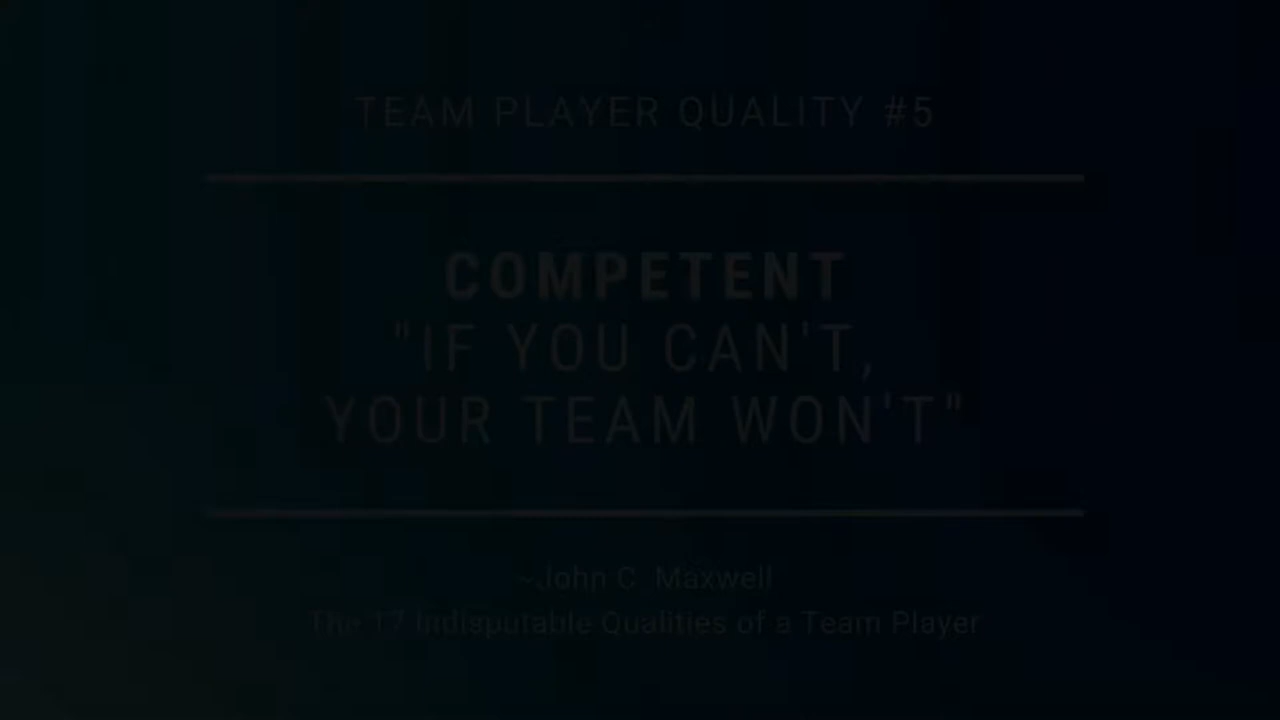 TEAM PLAYER QUALITY #5
COMPETENT
"IF YOU CAN'T,
YOUR TEAM WON'T"
~John C. Maxwell
The 17 Indisputable Qualities of a Team Player